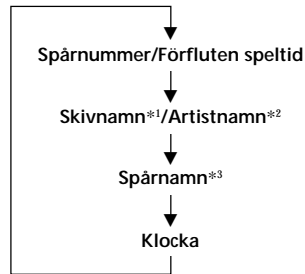 Spårnummer/Förfluten speltid
Skivnamn*1/Artistnamn*2
Spårnamn*3
Klocka